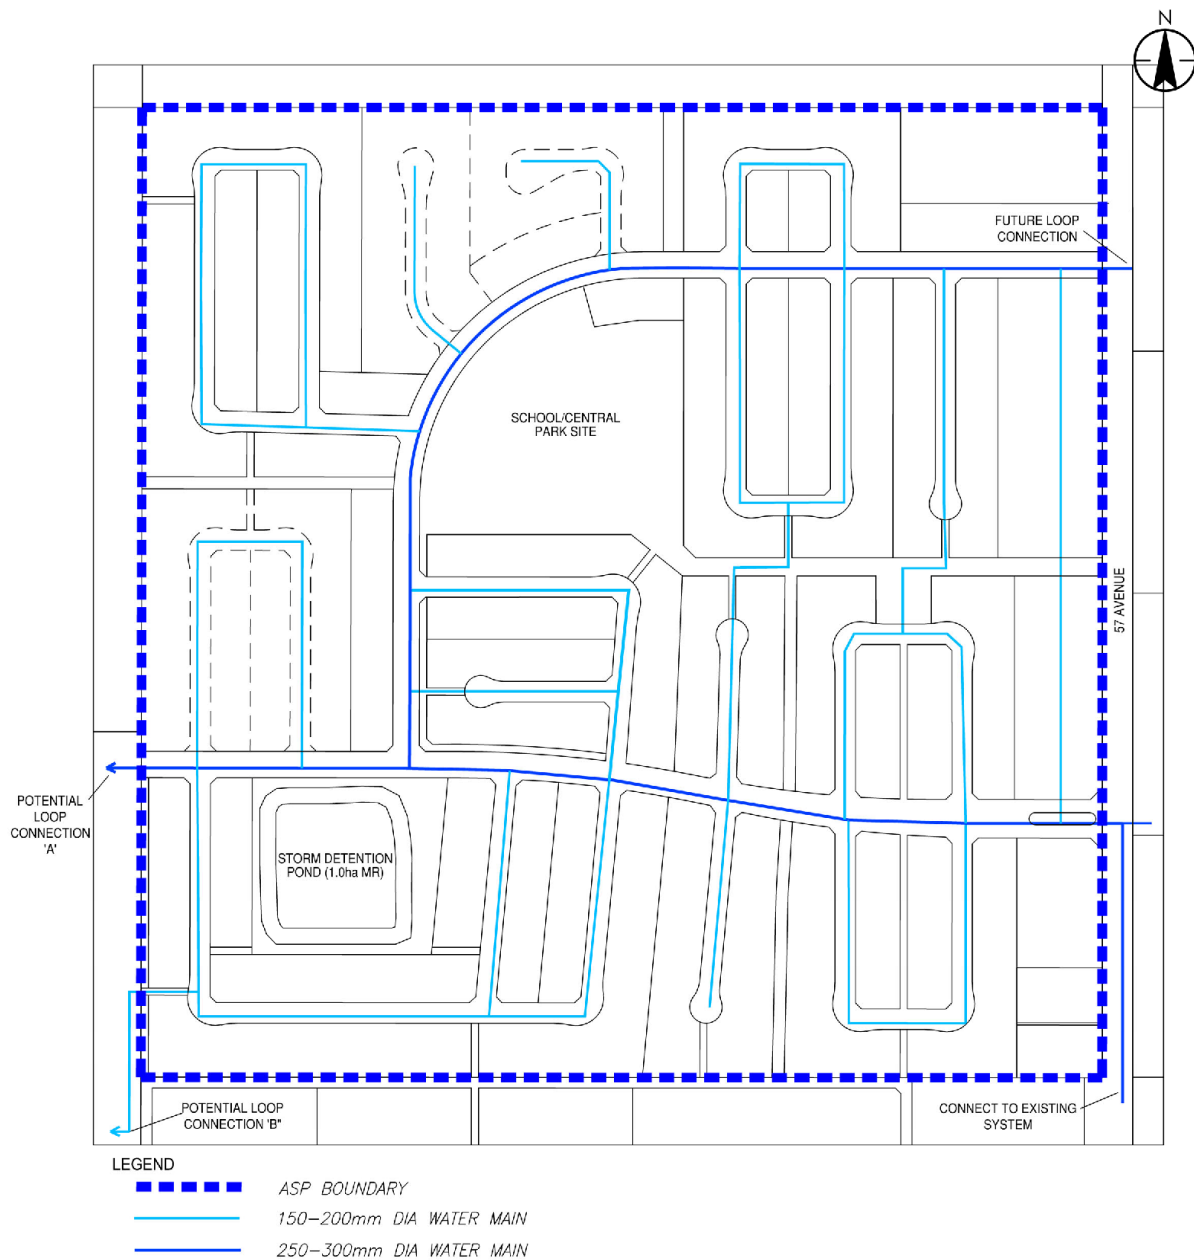 N
FUTURE LOOP
CONNECTION
SCHOOL/CENTRAL
PARK SITE
57 AVENUE
POTENTIAL
LOOP
CONNECTION
'A'
STORM DETENTION
POND (1.0ha MR)
POTENTIAL LOOP
CONNECTION 'B"
CONNECT TO EXISTING
SYSTEM
LEGEND
ASP BOUNDARY
150-200mm DIA WATER MAIN
250-300mm DIA WATER MAIN